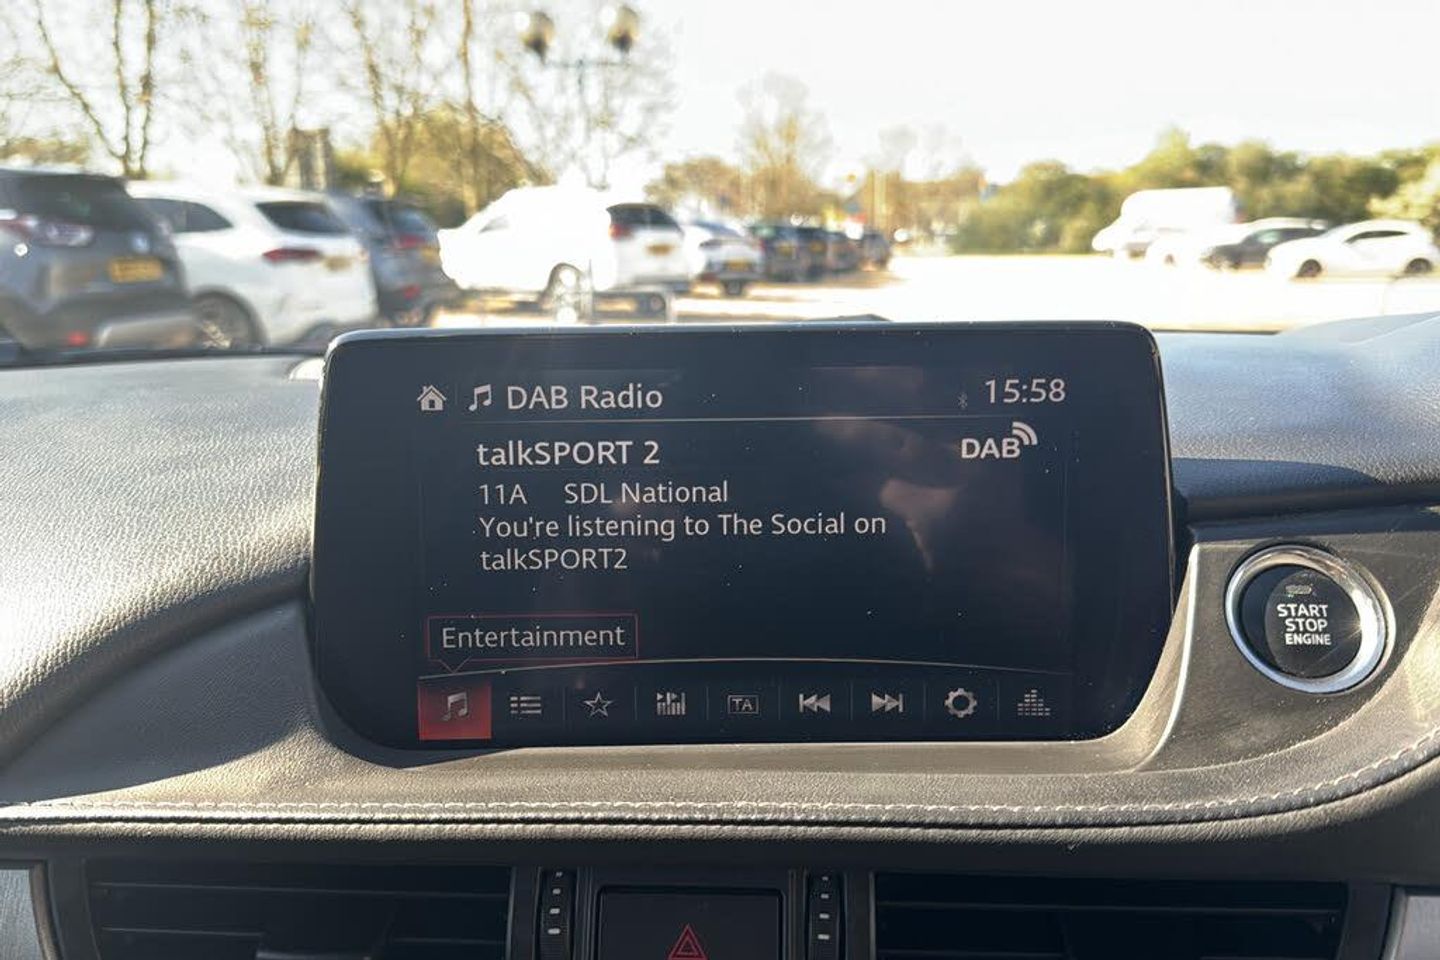 DAB Radio 15:58
talkSPORT 2 DAB
11A SDL National
You're listening to The Social on
talkSPORT2
Entertainment
TA
START
STOP
ENGINE